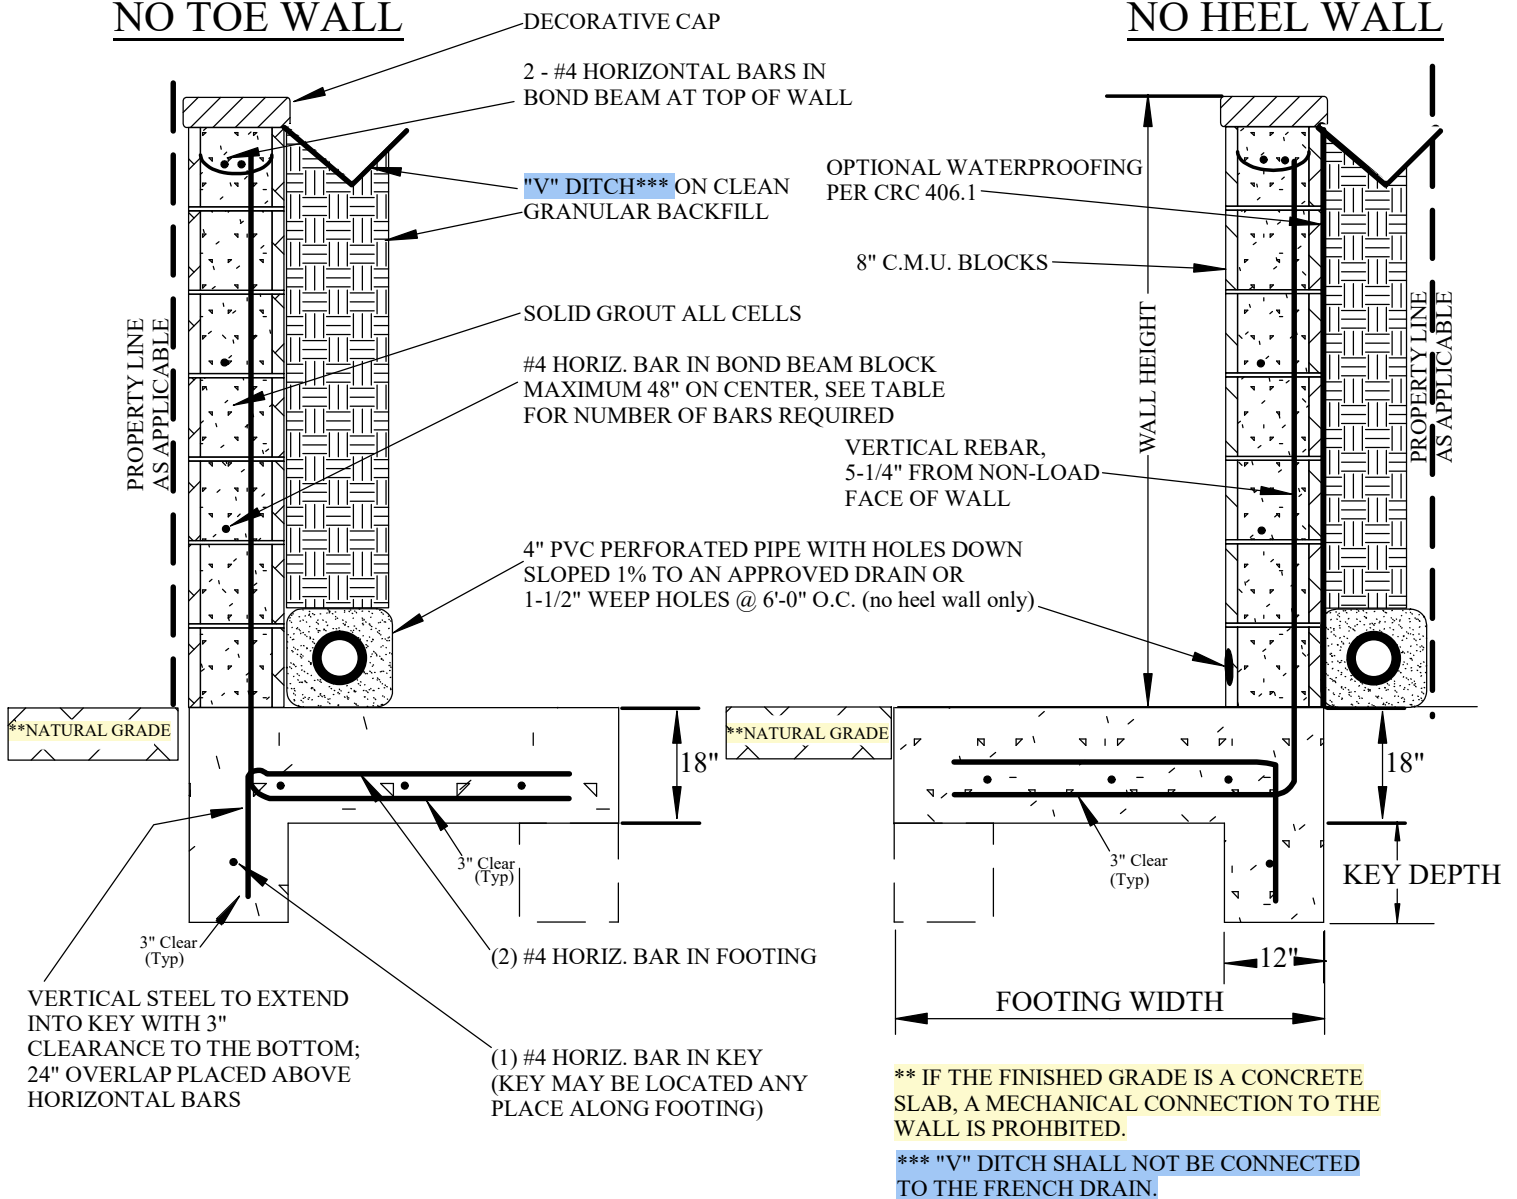 NO TOE WALL
NO HEEL WALL
DECORATIVE CAP
2 - #4 HORIZONTAL BARS IN
BOND BEAM AT TOP OF WALL
"V" DITCH*** ON CLEAN
GRANULAR BACKFILL
OPTIONAL WATERPROOFING
PER CRC 406.1
8" C.M.U. BLOCKS
SOLID GROUT ALL CELLS
#4 HORIZ. BAR IN BOND BEAM BLOCK
MAXIMUM 48" ON CENTER, SEE TABLE
FOR NUMBER OF BARS REQUIRED
PROPERTY LINE
AS APPLICABLE
WALL HEIGHT
PROPERTY LINE
AS APPLICABLE
VERTICAL REBAR,
5-1/4" FROM NON-LOAD
FACE OF WALL
4" PVC PERFORATED PIPE WITH HOLES DOWN
SLOPED 1% TO AN APPROVED DRAIN OR
1-1/2" WEEP HOLES @ 6'-0" O.C. (no heel wall only)
**NATURAL GRADE
**NATURAL GRADE
18"
18"
3" Clear
(Typ)
3" Clear
(Typ)
KEY DEPTH
3" Clear
(Typ)
(2) #4 HORIZ. BAR IN FOOTING
12"
FOOTING WIDTH
VERTICAL STEEL TO EXTEND
INTO KEY WITH 3"
CLEARANCE TO THE BOTTOM;
24" OVERLAP PLACED ABOVE
HORIZONTAL BARS
(1) #4 HORIZ. BAR IN KEY
(KEY MAY BE LOCATED ANY
PLACE ALONG FOOTING)
** IF THE FINISHED GRADE IS A CONCRETE
SLAB, A MECHANICAL CONNECTION TO THE
WALL IS PROHBITED.
*** "V" DITCH SHALL NOT BE CONNECTED
TO THE FRENCH DRAIN.